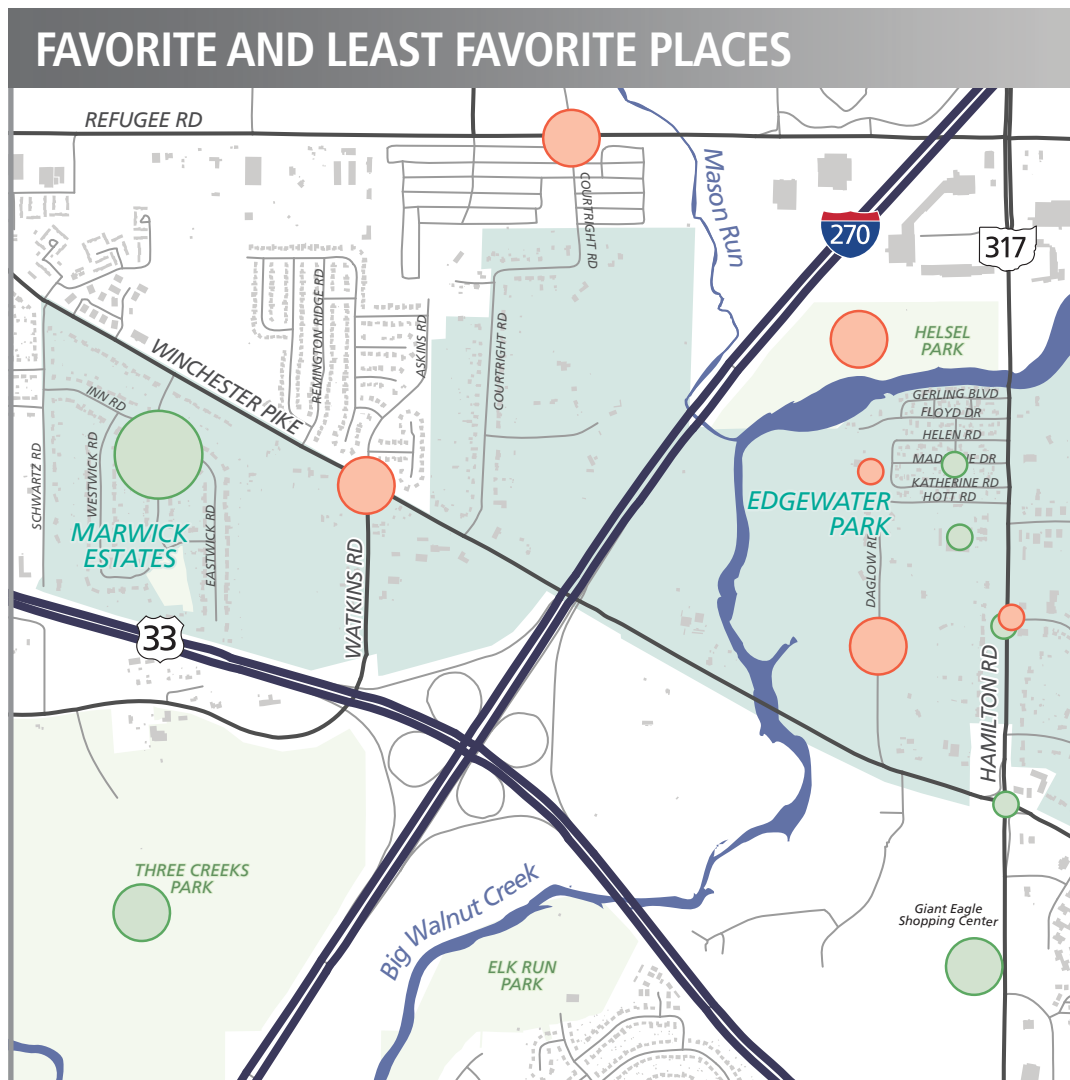 FAVORITE AND LEAST FAVORITE PLACES
REFUGEE RD
COURTRIGHT RD
Mason Run
270
317
REMINGTON RIDGE RD
ASKINS RD
COURTRIGHT RD
WINCHESTER PIKE
HELSEL
PARK
INN RD
GERLING BLVD
FLOYD DR
HELEN RD
KATHERINE RD
HOTT RD
SCHWARTZ RD
WESTWICK RD
EASTWICK RD
MARWICK
ESTATES
EDGEWATER
PARK
DAGLOW RD
WATKINS RD
33
HAMILTON RD
THREE CREEKS
PARK
Big Walnut Creek
ELK RUN
PARK
Giant Eagle
Shopping Center